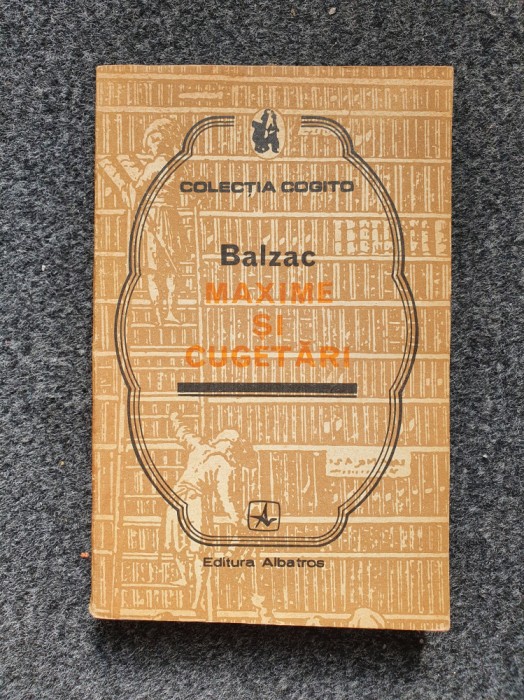 COLECȚIA COGITO
Balzac
MAXIME
ȘI
CUGETĂRI
Editura Albatros